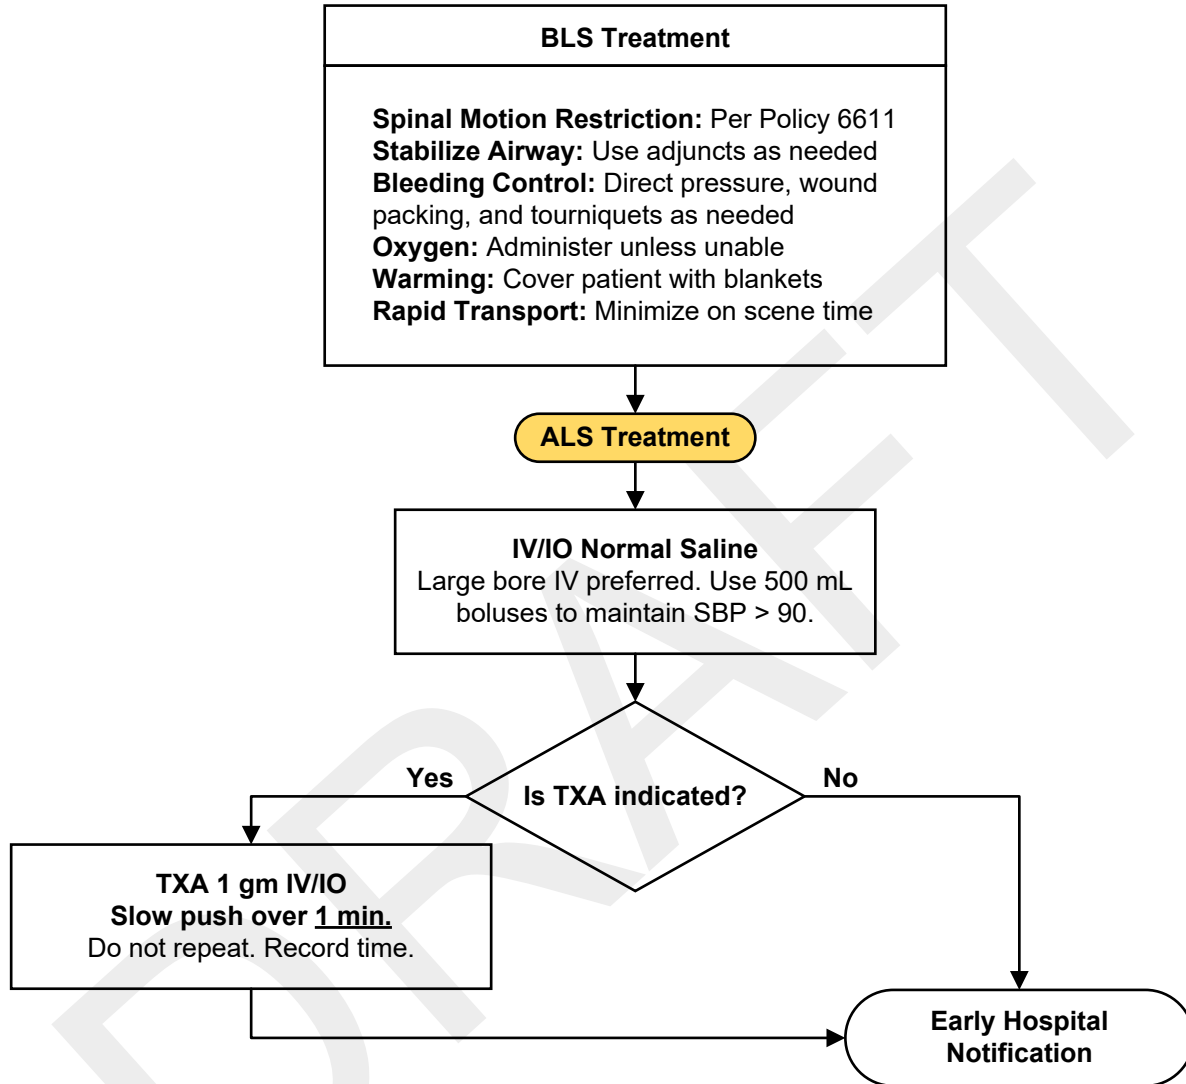 BLS Treatment
Spinal Motion Restriction: Per Policy 6611
Stabilize Airway: Use adjuncts as needed
Bleeding Control: Direct pressure, wound
packing, and tourniquets as needed
Oxygen: Administer unless unable
Warming: Cover patient with blankets
Rapid Transport: Minimize on scene time
ALS Treatment
IV/IO Normal Saline
Large bore IV preferred. Use 500 mL
boluses to maintain SBP > 90.
Is TXA indicated?
Yes
No
TXA 1 gm IV/IO
Slow push over 1 min.
Do not repeat. Record time.
Early Hospital
Notification
DRAFT